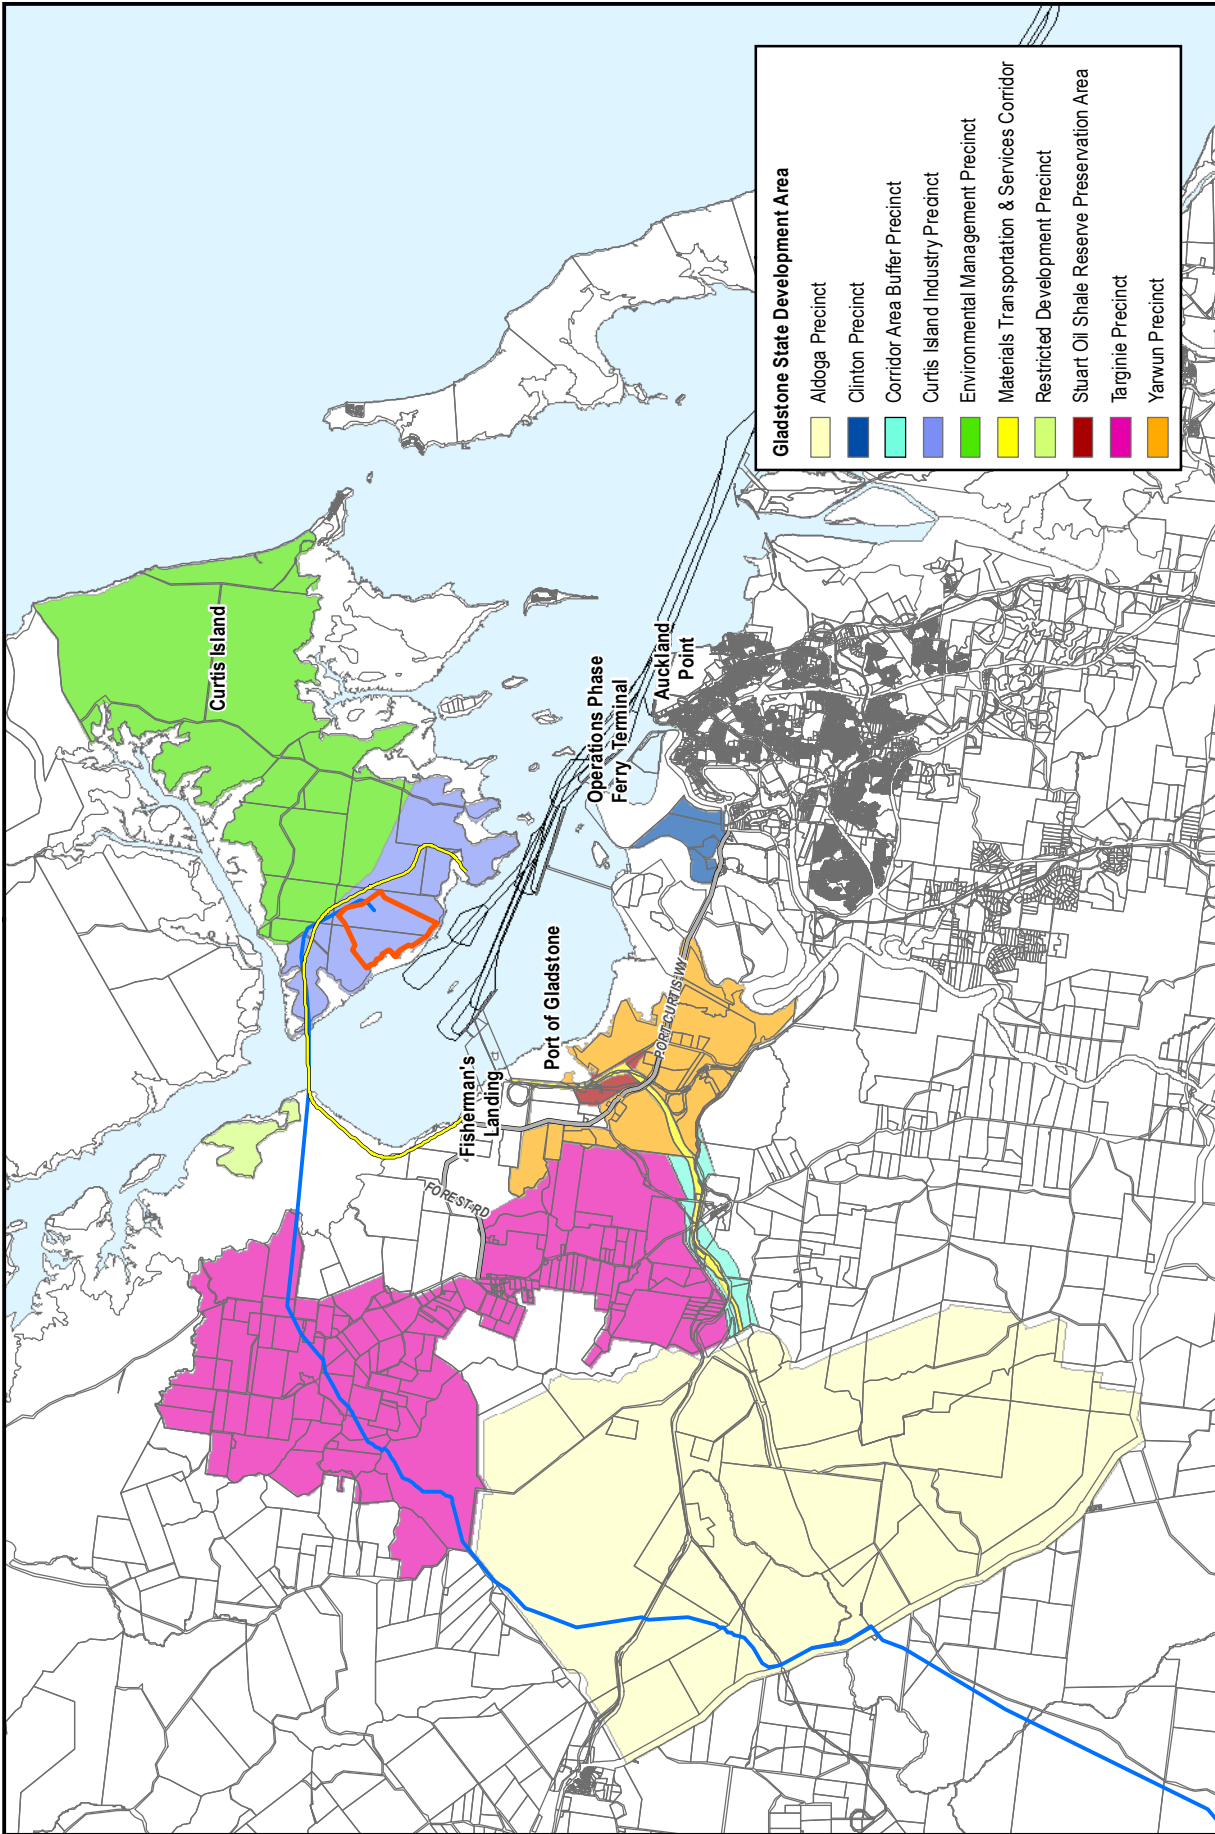 Curtis Island
Operations Phase
Ferry Terminal
Auckland
Point
Port of Gladstone
Fisherman's
Landing
PORT CURTIS WY
FOREST RD
Gladstone State Development Area
Aldoga Precinct
Clinton Precinct
Corridor Area Buffer Precinct
Curtis Island Industry Precinct
Environmental Management Precinct
Materials Transportation & Services Corridor
Restricted Development Precinct
Stuart Oil Shale Reserve Preservation Area
Targinie Precinct
Yarwun Precinct